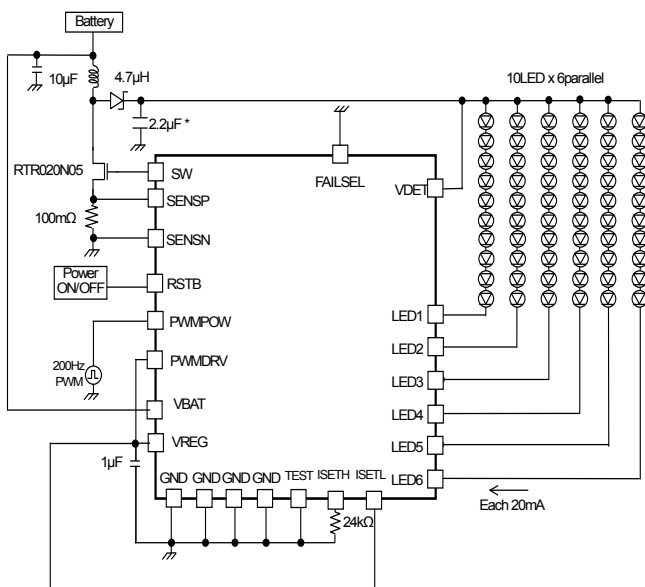 Battery
10µF
4.7µH
2.2µF *
10LED x 6parallel
RTR020N05
100mΩ
Power
ON/OFF
200Hz
PWM
1µF
SW
SENSP
SENSN
RSTB
PWMPOW
PWMDRV
VBAT
VREG
FAILSEL
VDET
LED1
LED2
LED3
LED4
LED5
LED6
GND
GND
GND
GND
TEST
ISETH
ISETL
24kΩ
Each 20mA